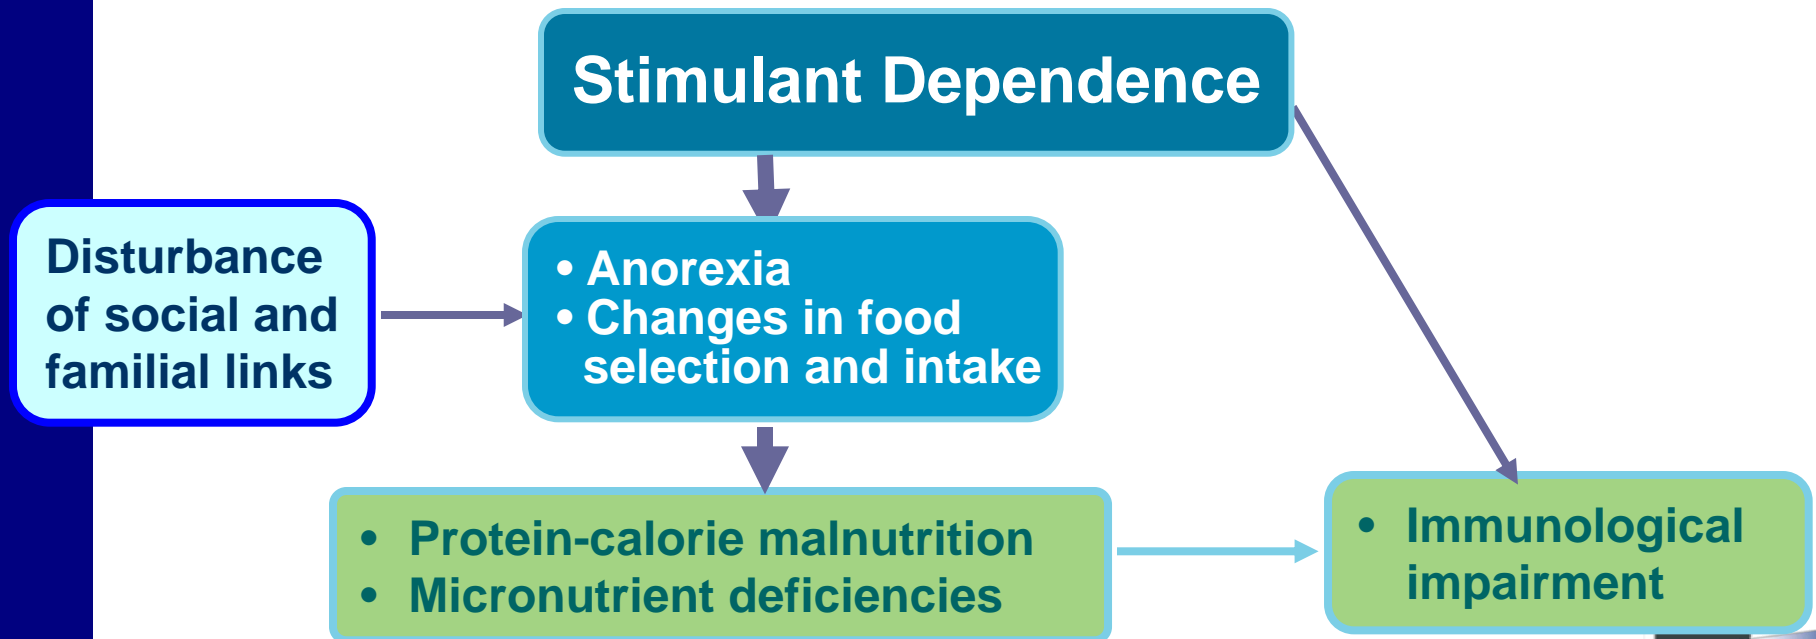 Stimulant Dependence
Disturbance
of social and
familial links
• Anorexia
• Changes in food
selection and intake
• Protein-calorie malnutrition
• Micronutrient deficiencies
• Immunological
impairment